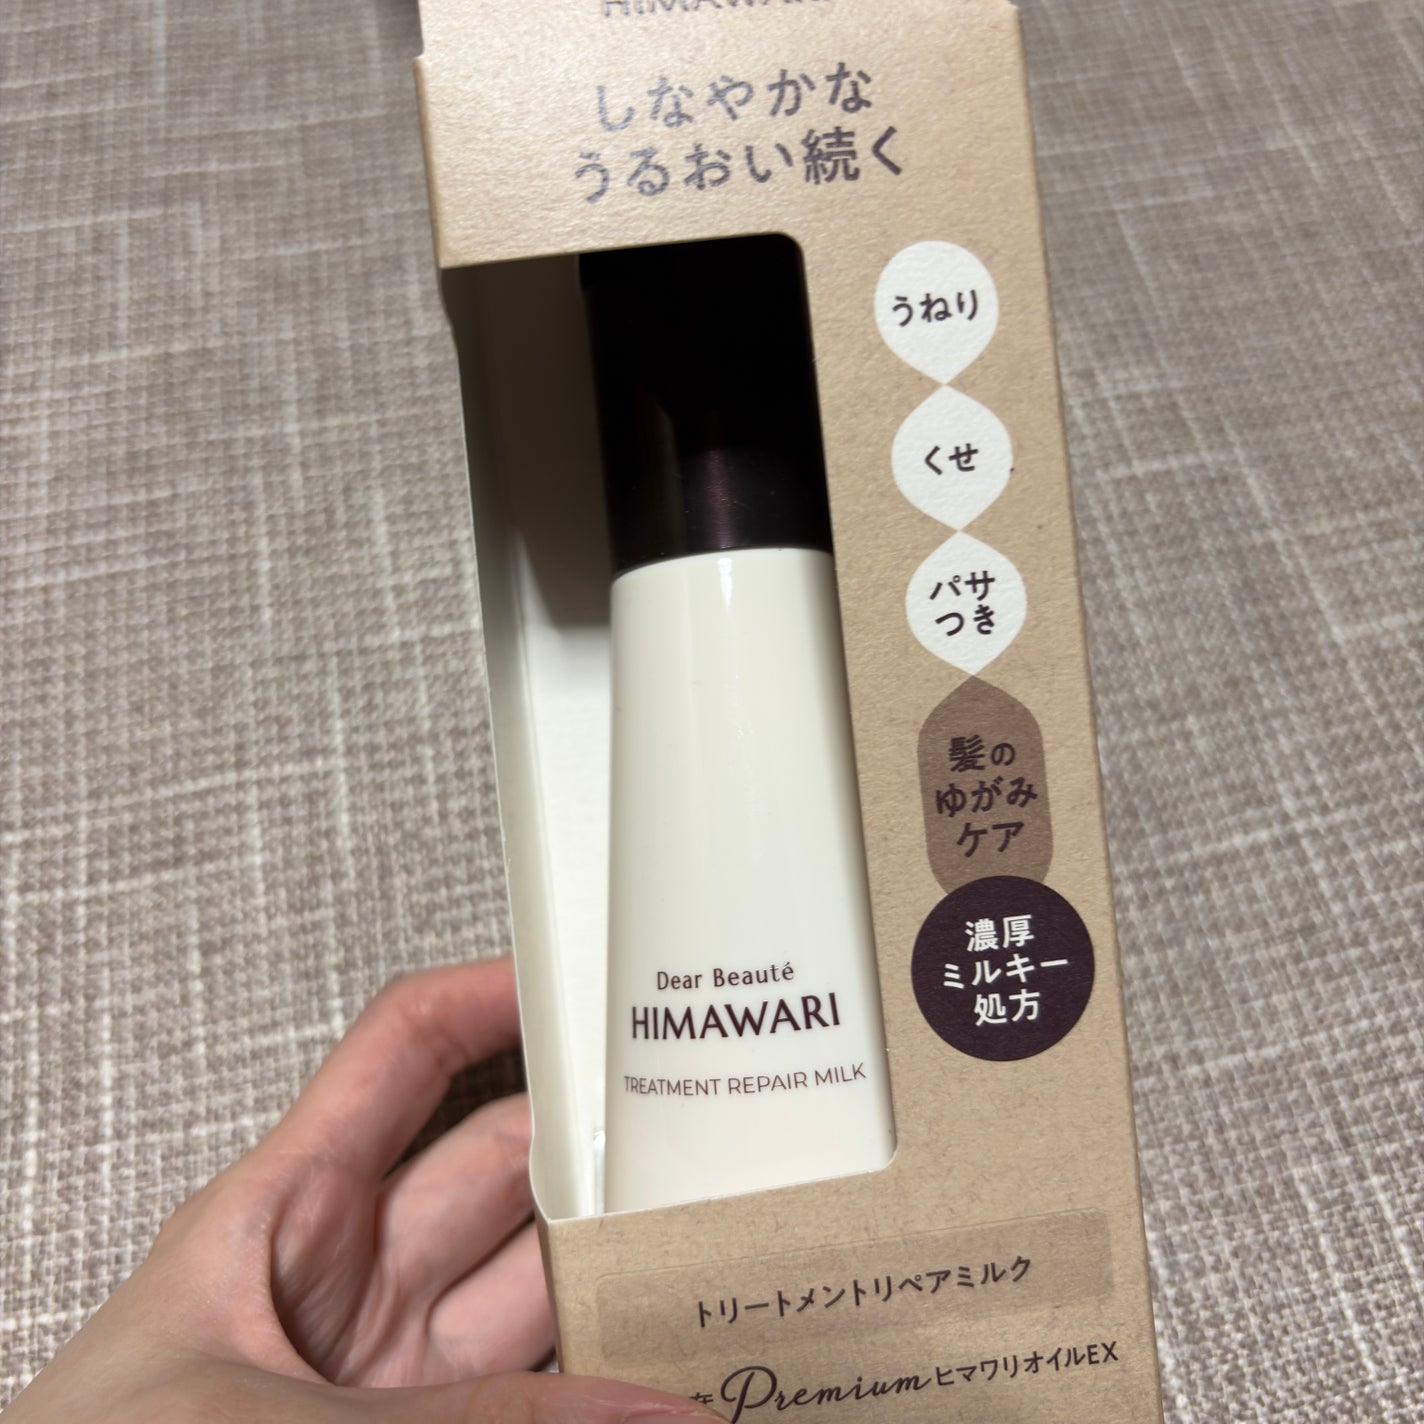 HIMAWARI
しなやかな
うるおい続く
うねり
くせ
パサ
つき
髪の
ゆがみ
ケア
濃厚
ミルキー
処方
Dear Beauté
HIMAWARI
TREATMENT REPAIR MILK
トリートメントリペアミルク
Premium ヒマワリオイルEX